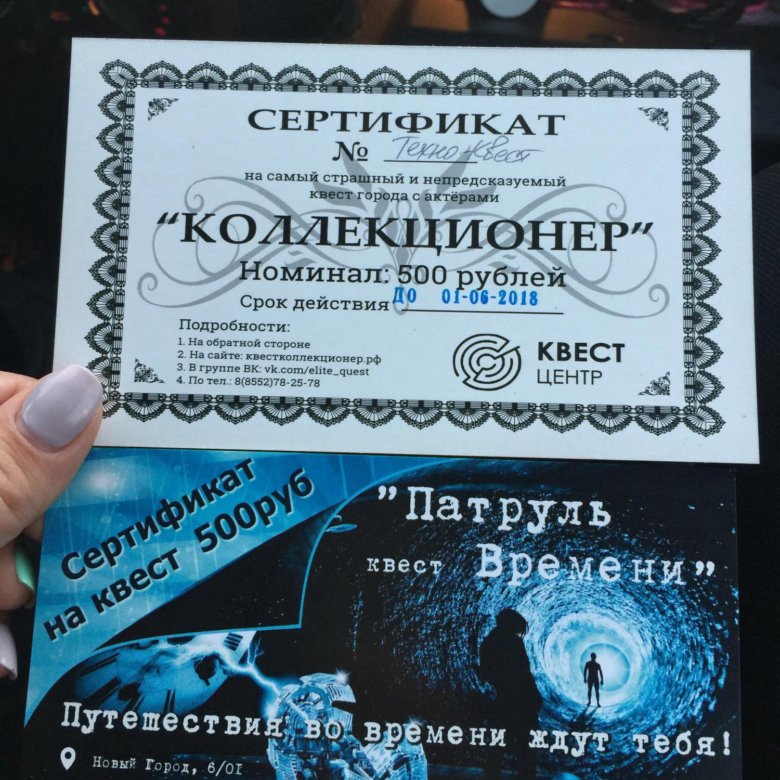 СЕРТИФИКАТ
№ Техно-Квест
на самый страшный и непредсказуемый
квест города с актёрами
“КОЛЛЕКЦИОНЕР”
Номинал: 500 рублей
Срок действия ДО 01-06-2018
Подробности:
1. На обратной стороне
2. На сайте: квестколлекционер.рф
3. В группе ВК: vk.com/elite_quest
4. По тел.: 8(8552)78-25-78
КВЕСТ
ЦЕНТР
Сертификат
на квест 500руб
"Патруль
квест Времени"
Путешествия во времени ждут тебя!
Новый Город, 6/01